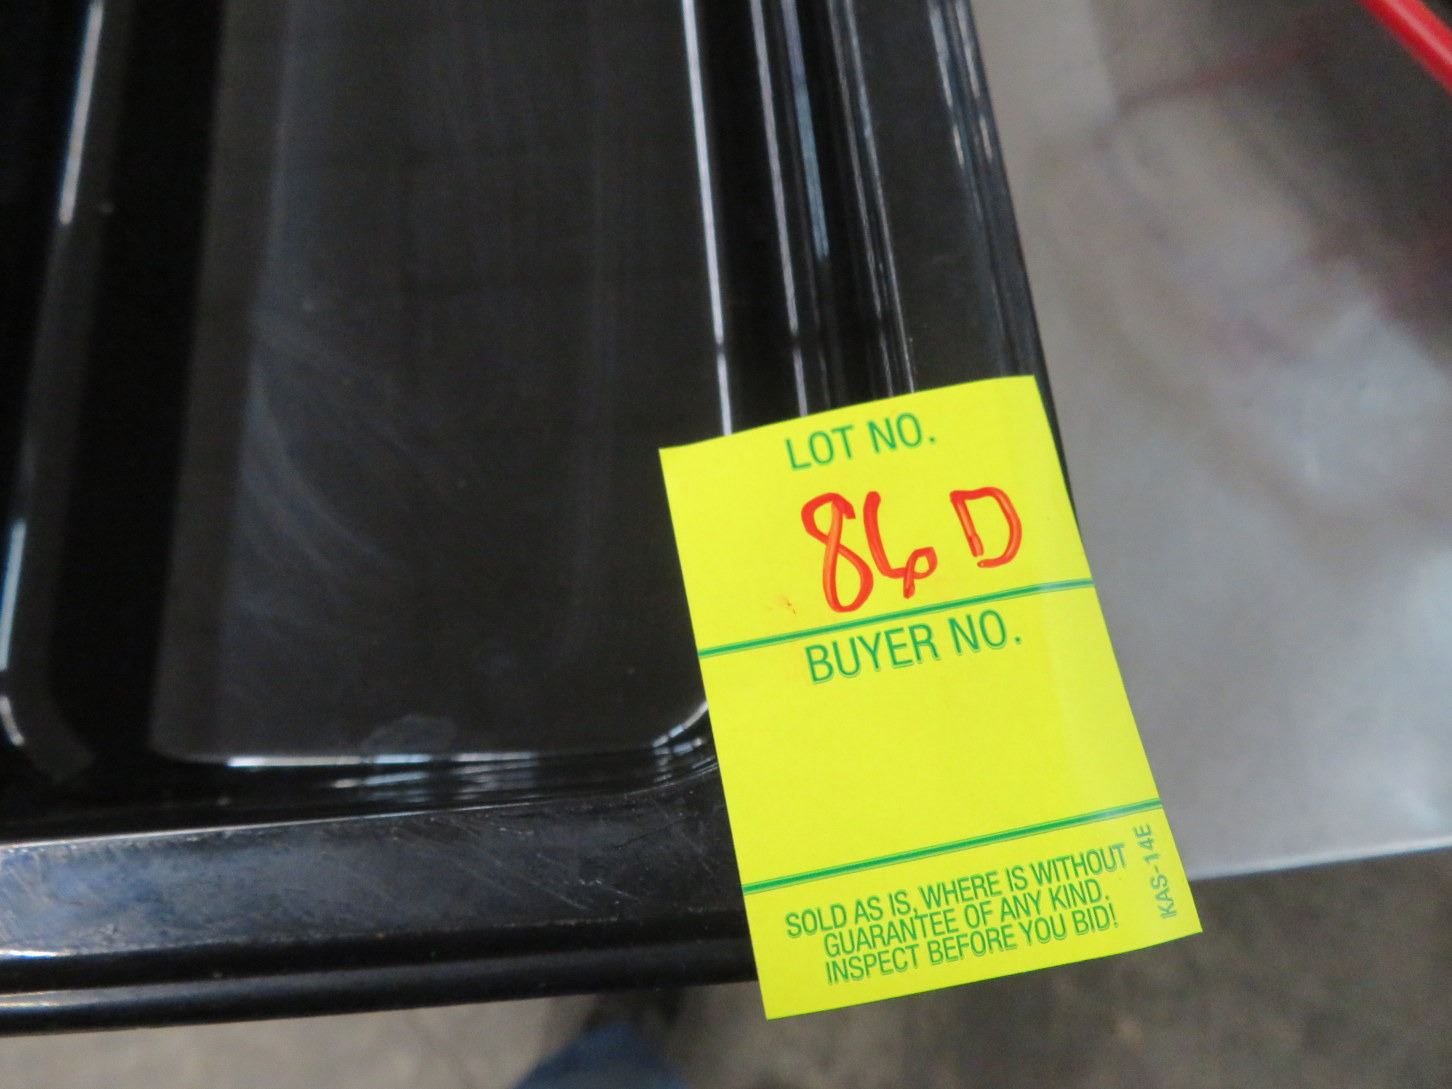 LOT NO.
86 D
BUYER NO.
SOLD AS IS, WHERE IS WITHOUT
GUARANTEE OF ANY KIND.
INSPECT BEFORE YOU BID!
KAS-14E